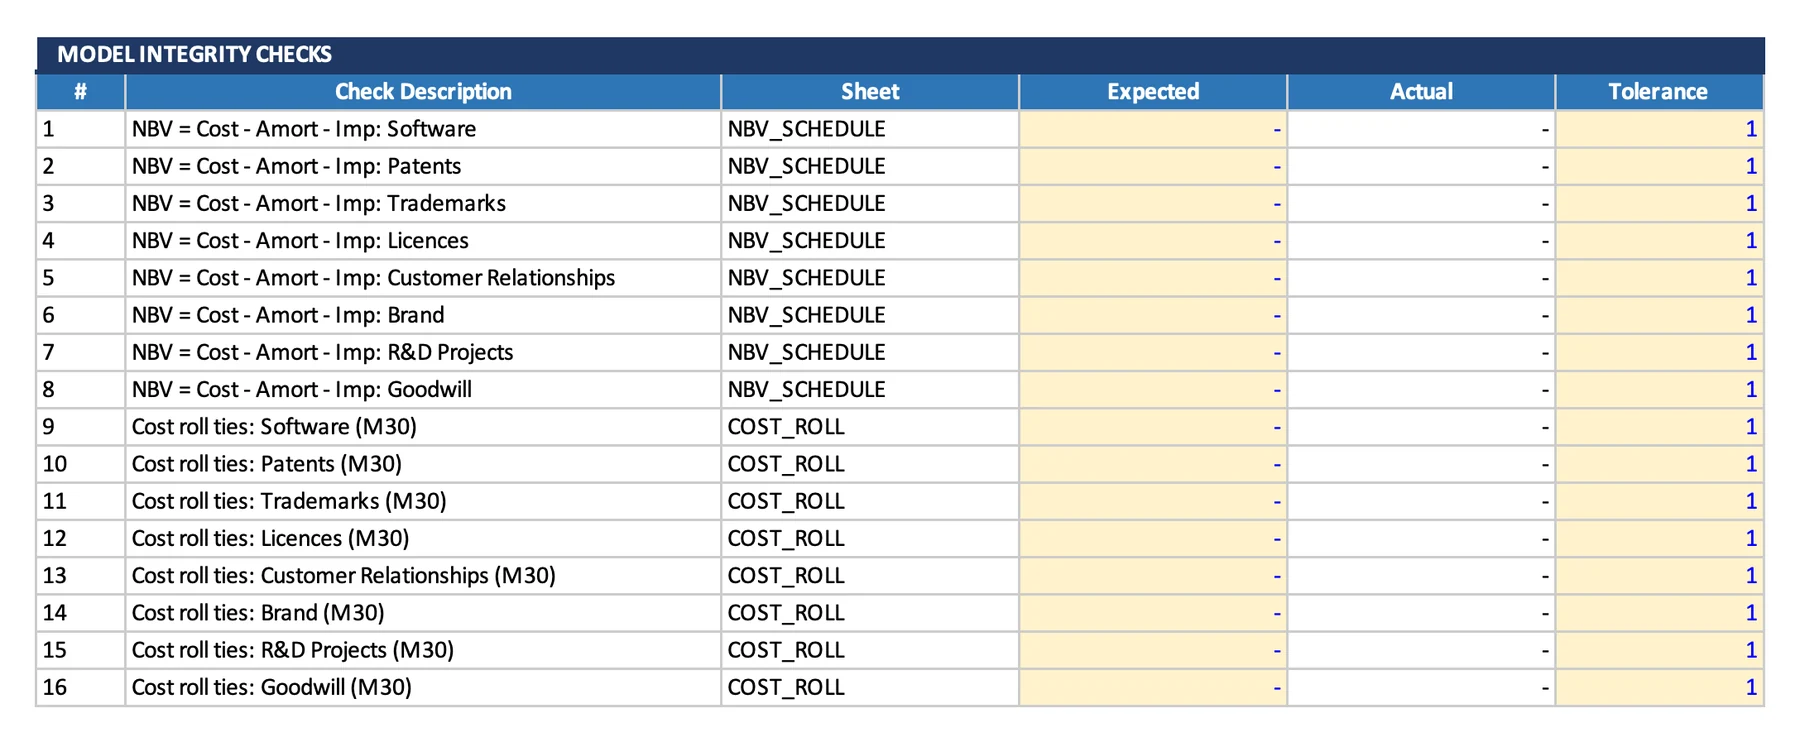 MODEL INTEGRITY CHECKS
# Check Description Sheet Expected Actual Tolerance
1 NBV = Cost - Amort - Imp: Software NBV_SCHEDULE - - 1
2 NBV = Cost - Amort - Imp: Patents NBV_SCHEDULE - - 1
3 NBV = Cost - Amort - Imp: Trademarks NBV_SCHEDULE - - 1
4 NBV = Cost - Amort - Imp: Licences NBV_SCHEDULE - - 1
5 NBV = Cost - Amort - Imp: Customer Relationships NBV_SCHEDULE - - 1
6 NBV = Cost - Amort - Imp: Brand NBV_SCHEDULE - - 1
7 NBV = Cost - Amort - Imp: R&D Projects NBV_SCHEDULE - - 1
8 NBV = Cost - Amort - Imp: Goodwill NBV_SCHEDULE - - 1
9 Cost roll ties: Software (M30) COST_ROLL - - 1
10 Cost roll ties: Patents (M30) COST_ROLL - - 1
11 Cost roll ties: Trademarks (M30) COST_ROLL - - 1
12 Cost roll ties: Licences (M30) COST_ROLL - - 1
13 Cost roll ties: Customer Relationships (M30) COST_ROLL - - 1
14 Cost roll ties: Brand (M30) COST_ROLL - - 1
15 Cost roll ties: R&D Projects (M30) COST_ROLL - - 1
16 Cost roll ties: Goodwill (M30) COST_ROLL - - 1